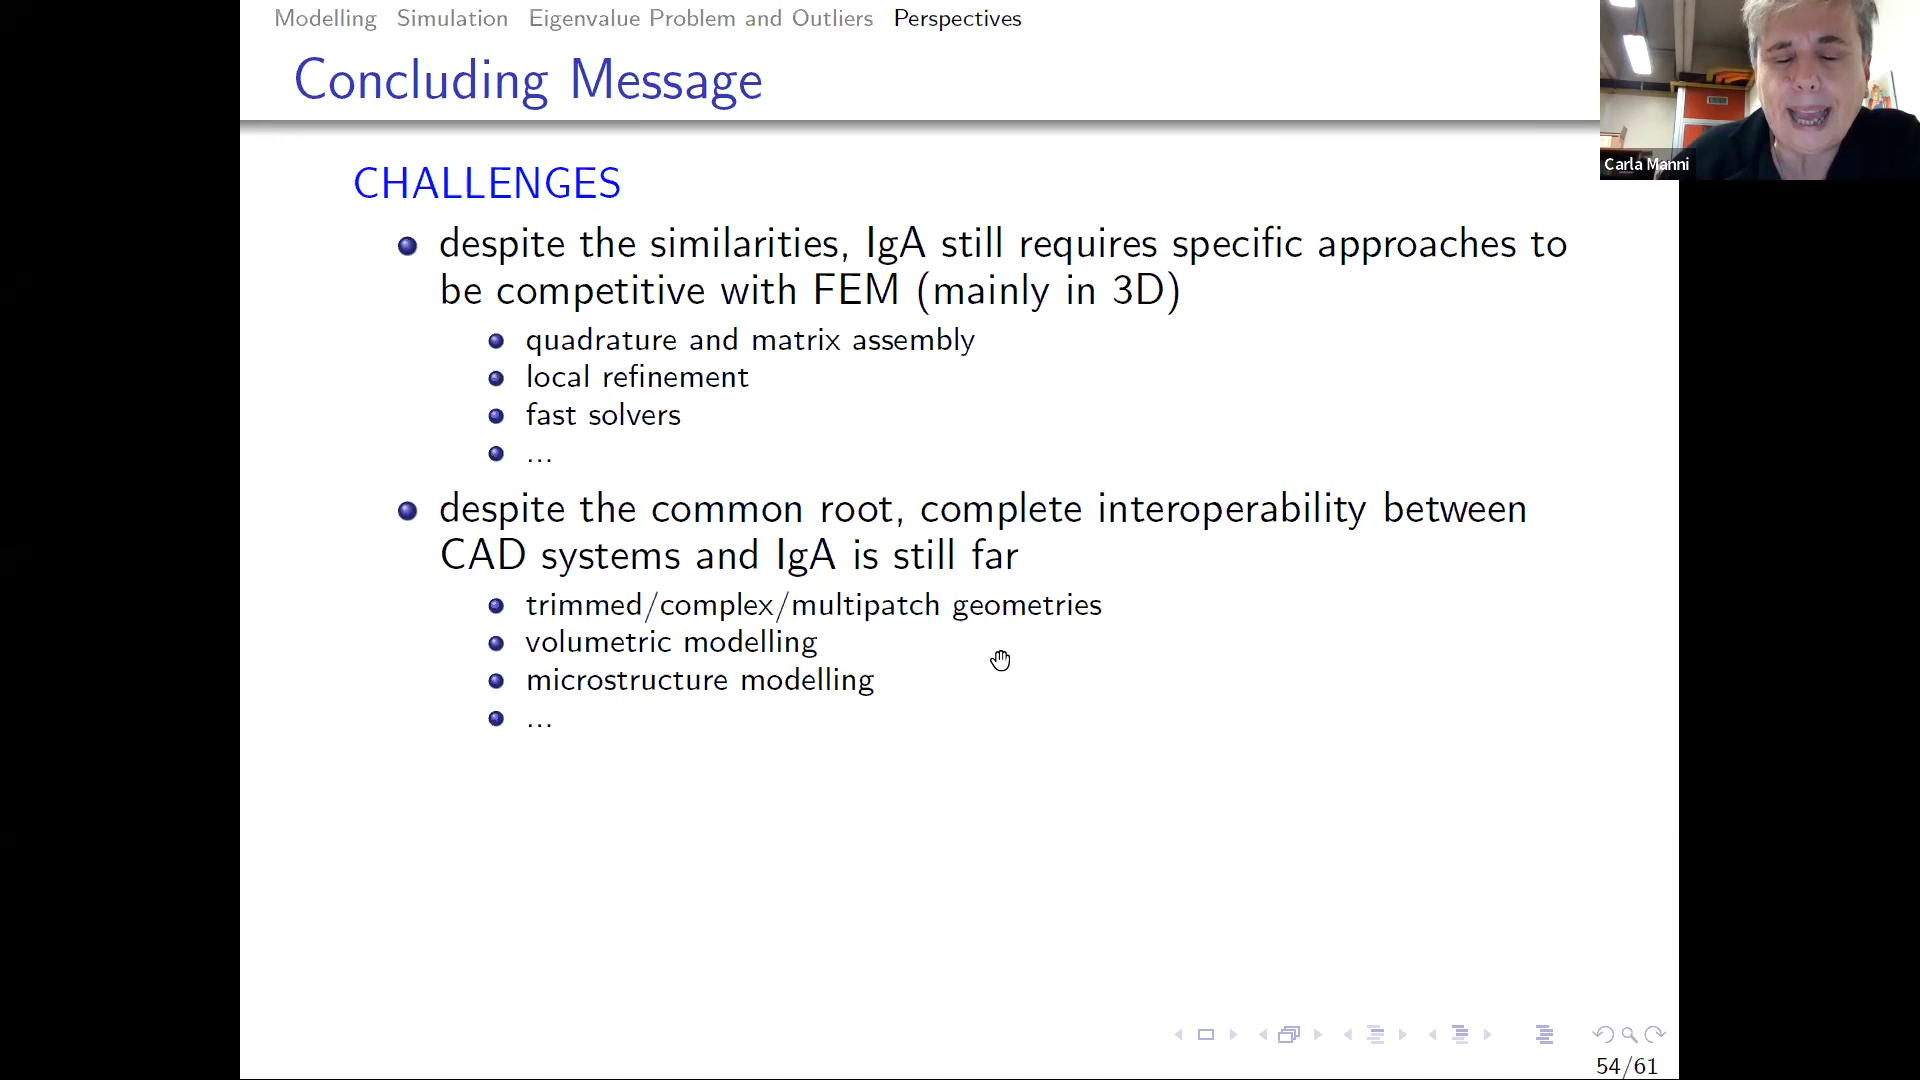 Modelling Simulation Eigenvalue Problem and Outliers Perspectives
Concluding Message
Carla Manni
CHALLENGES
despite the similarities, IgA still requires specific approaches to
be competitive with FEM (mainly in 3D)
quadrature and matrix assembly
local refinement
fast solvers
...
despite the common root, complete interoperability between
CAD systems and IgA is still far
trimmed/complex/multipatch geometries
volumetric modelling
microstructure modelling
...
54/61